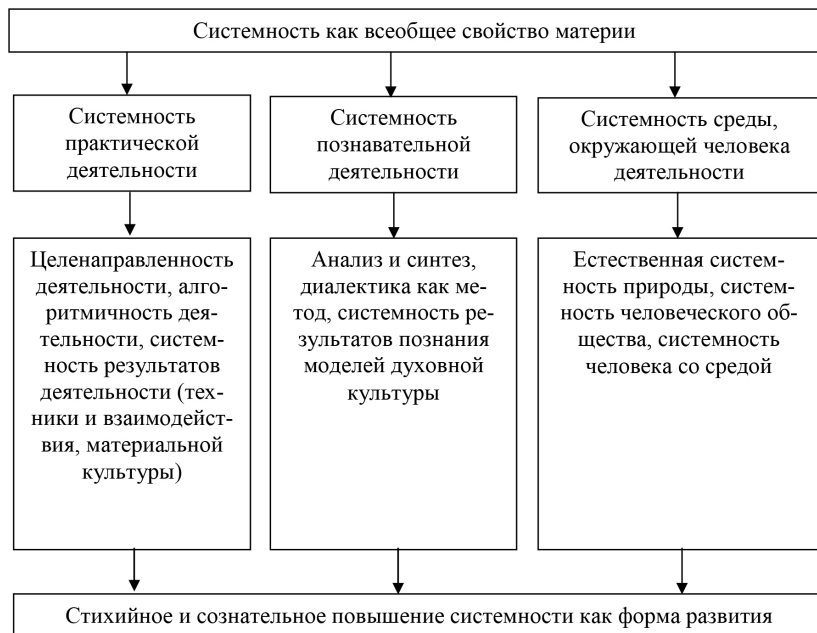 Системность как всеобщее свойство материи
Системность
практической
деятельности
Системность
познавательной
деятельности
Системность среды,
окружающей человека
деятельности
Целенаправленность
деятельности, алго-
ритмичность дея-
тельности, систем-
ность результатов
деятельности (тех-
ники и взаимодейст-
вия, материальной
культуры)
Анализ и синтез,
диалектика как ме-
тод, системность ре-
зультатов познания
моделей духовной
культуры
Естественная систем-
ность природы, систем-
ность человеческого об-
щества, системность
человека со средой
Стихийное и сознательное повышение системности как форма развития